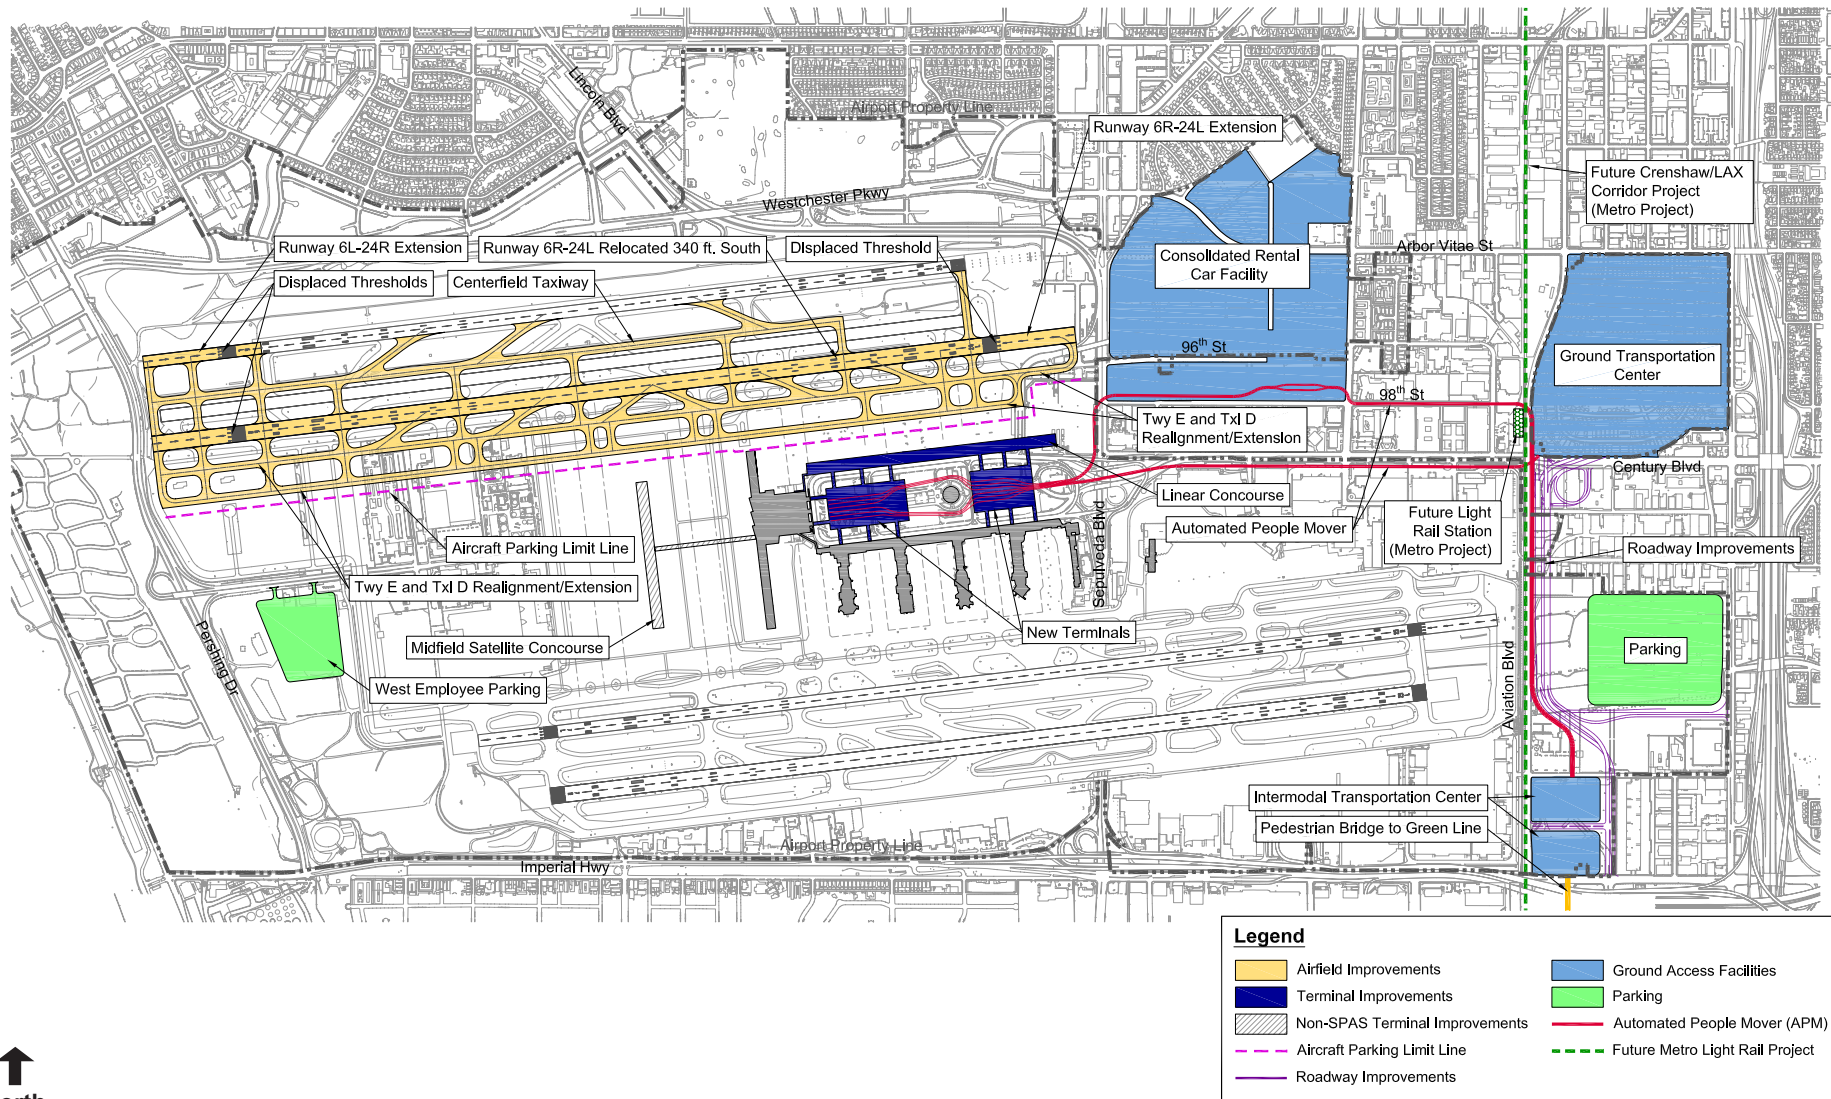 Lincoln Blvd
Airport Property Line
Runway 6R-24L Extension
Future Crenshaw/LAX
Corridor Project
(Metro Project)
Westchester Pkwy
Runway 6L-24R Extension
Runway 6R-24L Relocated 340 ft. South
Displaced Threshold
Arbor Vitae St
Consolidated Rental
Car Facility
Displaced Thresholds
Centerfield Taxiway
96th St
Ground Transportation
Center
98th St
Twy E and Txl D
Realignment/Extension
Century Blvd
Linear Concourse
Automated People Mover
Future Light
Rail Station
(Metro Project)
Sepulveda Blvd
Aircraft Parking Limit Line
Roadway Improvements
Twy E and Txl D Realignment/Extension
New Terminals
Pershing Dr
Midfield Satellite Concourse
Parking
Aviation Blvd
West Employee Parking
Intermodal Transportation Center
Pedestrian Bridge to Green Line
Airport Property Line
Imperial Hwy
Legend
Airfield Improvements
Ground Access Facilities
Terminal Improvements
Parking
Non-SPAS Terminal Improvements
Automated People Mover (APM)
Aircraft Parking Limit Line
Future Metro Light Rail Project
Roadway Improvements